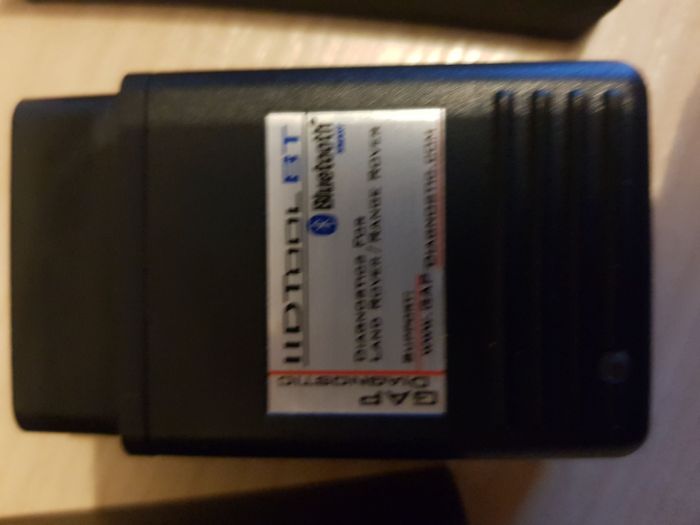 IIDTOOL BT
Bluetooth
DIAGNOSTICS FOR
LAND ROVER/RANGE ROVER
SUPPORT:
WWW.GAP-DIAGNOSTIC.COM
GAP
DIAGNOSTIC